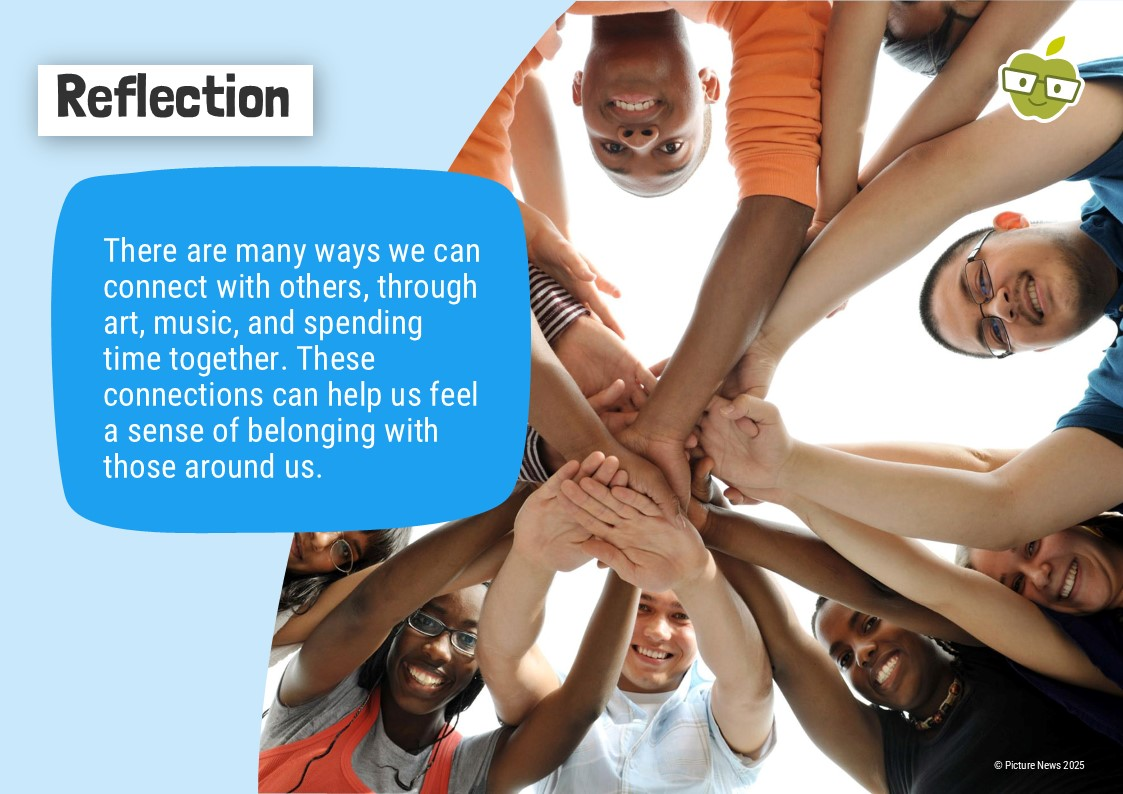 Reflection
There are many ways we can
connect with others, through
art, music, and spending
time together. These
connections can help us feel
a sense of belonging with
those around us.
© Picture News 2025